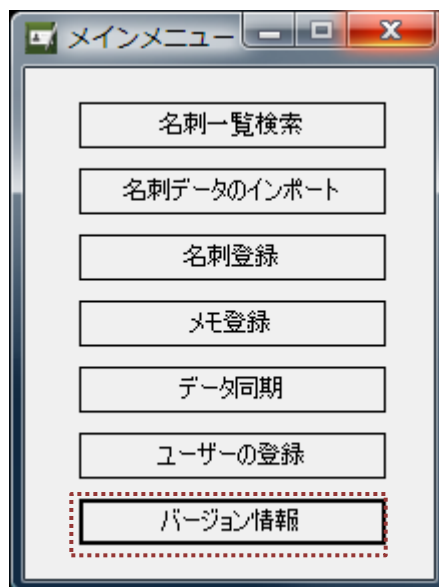 メインメニュー
名刺一覧検索
名刺データのインポート
名刺登録
メモ登録
データ同期
ユーザーの登録
バージョン情報